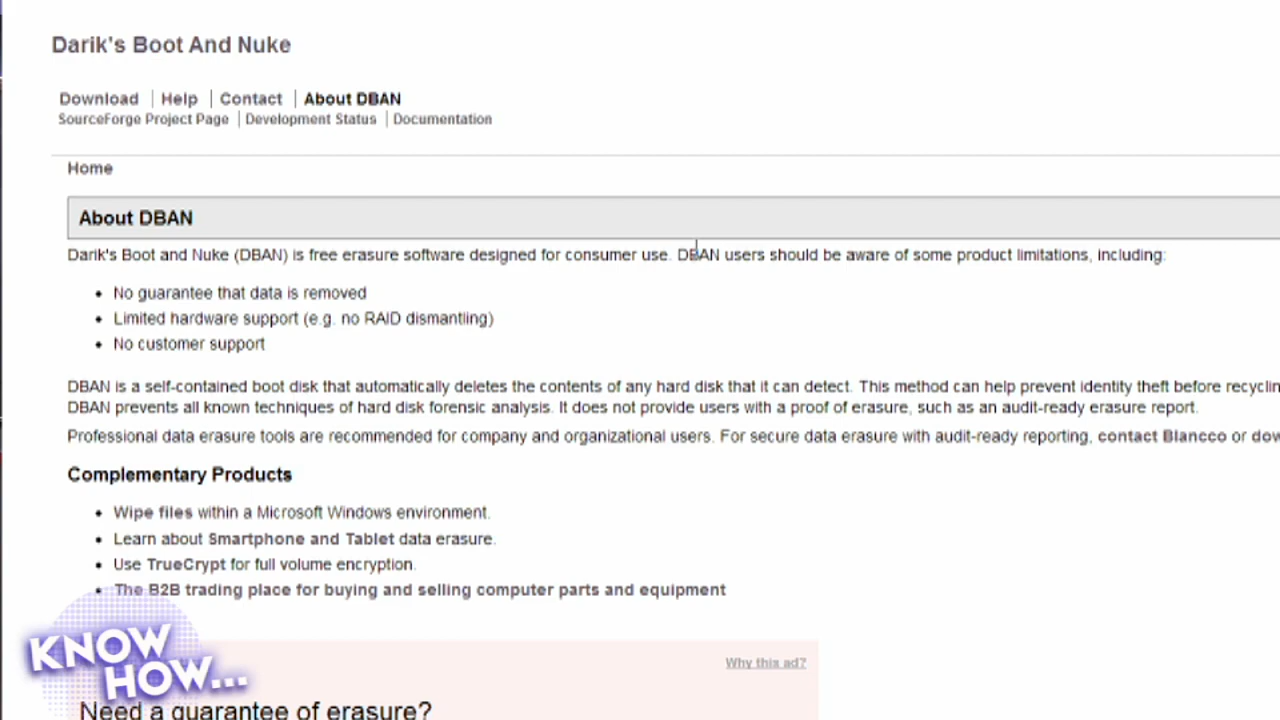 Darik's Boot And Nuke
Download | Help | Contact | About DBAN
SourceForge Project Page | Development Status | Documentation
Home
About DBAN
Darik's Boot and Nuke (DBAN) is free erasure software designed for consumer use. DBAN users should be aware of some product limitations, including:
• No guarantee that data is removed
• Limited hardware support (e.g. no RAID dismantling)
• No customer support
DBAN is a self-contained boot disk that automatically deletes the contents of any hard disk that it can detect. This method can help prevent identity theft before recyclin
DBAN prevents all known techniques of hard disk forensic analysis. It does not provide users with a proof of erasure, such as an audit-ready erasure report.
Professional data erasure tools are recommended for company and organizational users. For secure data erasure with audit-ready reporting, contact Blancco or dow
Complementary Products
• Wipe files within a Microsoft Windows environment.
• Learn about Smartphone and Tablet data erasure.
• Use TrueCrypt for full volume encryption.
• The B2B trading place for buying and selling computer parts and equipment
KNOW
HOW...
Why this ad?
Need a guarantee of erasure?